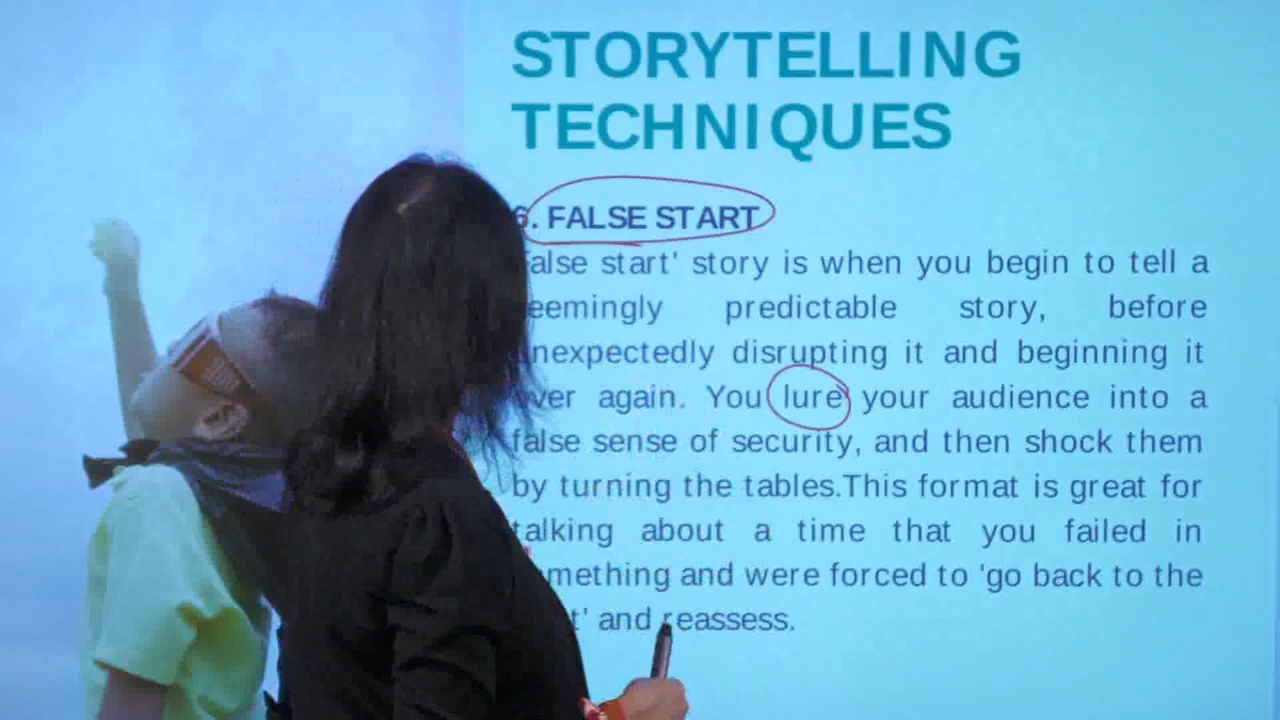 STORYTELLING
TECHNIQUES
6. FALSE START
alse start' story is when you begin to tell a
eemingly predictable story, before
nexpectedly disrupting it and beginning it
ver again. You lure your audience into a
false sense of security, and then shock them
by turning the tables.This format is great for
talking about a time that you failed in
mething and were forced to 'go back to the
t' and reassess.